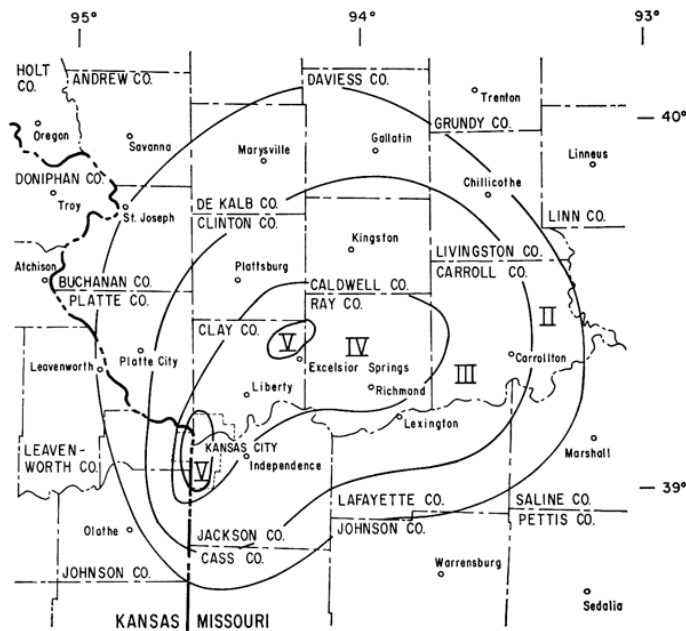 95° 94° 93°
HOLT
CO.
ANDREW CO.
DAVIESS CO.
Trenton
Oregon
Savanna
GRUNDY CO.
40°
Marysville
Gallatin
Linneus
DONIPHAN CO.
Troy
Chillicothe
St. Joseph
DE KALB CO.
CLINTON CO.
LINN CO.
Kingston
LIVINGSTON CO.
CARROLL CO.
Atchison
BUCHANAN CO.
PLATTE CO.
Plattsburg
CALDWELL CO.
RAY CO.
II
CLAY CO.
V
IV
Platte City
Excelsior Springs
III
Carrollton
Leavenworth
Liberty
Richmond
Lexington
KANSAS CITY
Marshall
LEAVEN-
WORTH CO.
V
Independence
39°
LAFAYETTE CO.
JOHNSON CO.
SALINE CO.
PETTIS CO.
Olathe
JACKSON CO.
CASS CO.
JOHNSON CO.
Warrensburg
Sedalia
KANSAS MISSOURI